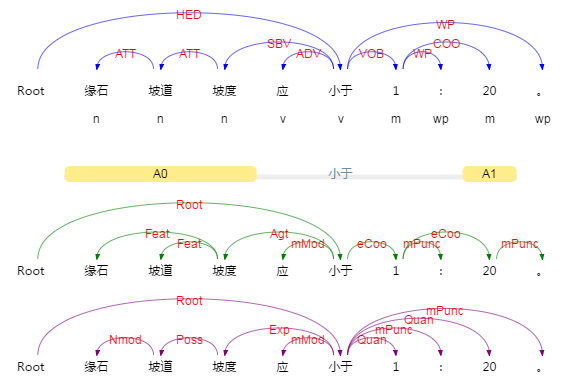 HED
WP
SBV COO
ATT ATT ADV VOB WP
Root 缘石 坡道 坡度 应 小于 1 : 20 。
n n n v v m wp m wp
A0 小于 A1
Root
Feat Agt eCoo
Feat mMod eCoo mPunc mPunc
Root 缘石 坡道 坡度 应 小于 1 : 20 。
Root
mPunc
Quan
Exp mPunc
Nmod Poss mMod Quan
Root 缘石 坡道 坡度 应 小于 1 : 20 。